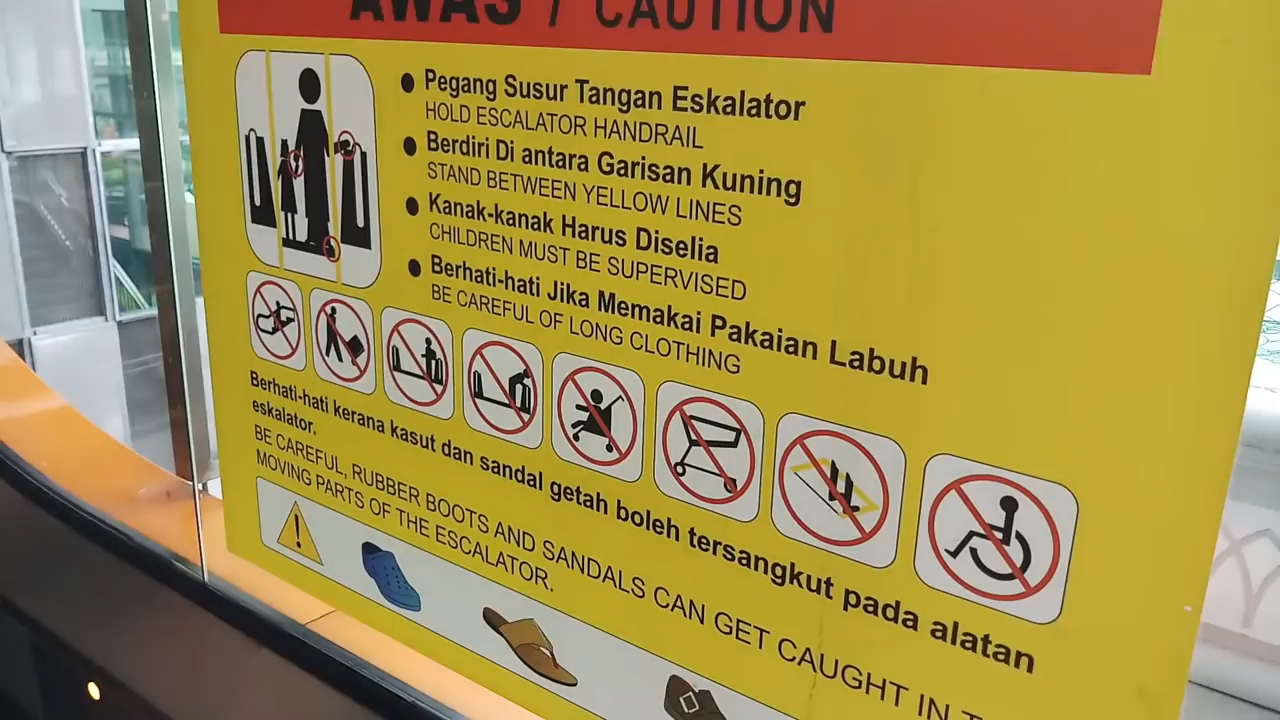 AWAS / CAUTION
Pegang Susur Tangan Eskalator
HOLD ESCALATOR HANDRAIL
Berdiri Di antara Garisan Kuning
STAND BETWEEN YELLOW LINES
Kanak-kanak Harus Diselia
CHILDREN MUST BE SUPERVISED
Berhati-hati Jika Memakai Pakaian Labuh
BE CAREFUL OF LONG CLOTHING
Berhati-hati kerana kasut dan sandal getah boleh tersangkut pada alatan
eskalator.
BE CAREFUL, RUBBER BOOTS AND SANDALS CAN GET CAUGHT IN
MOVING PARTS OF THE ESCALATOR.